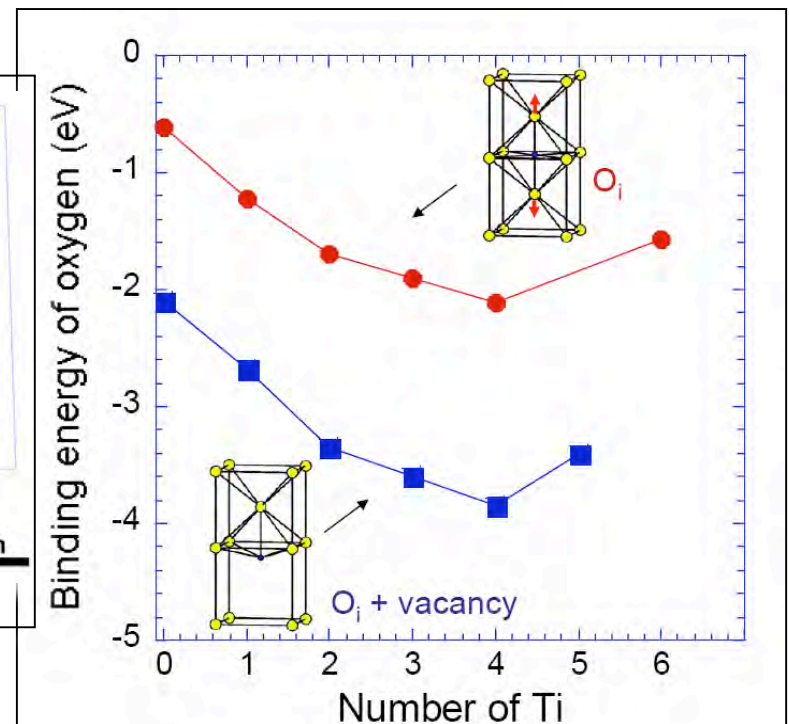 Binding energy of oxygen (eV)
0
-1
-2
-3
-4
-5
Oi
Oi + vacancy
0 1 2 3 4 5 6
Number of Ti